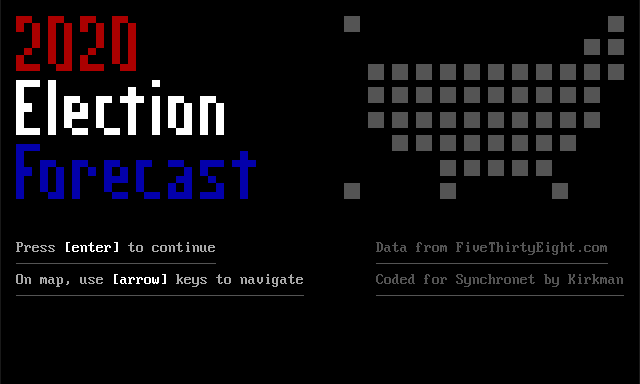 2020
Election
Forecast
Press [enter] to continue
On map, use [arrow] keys to navigate
Data from FiveThirtyEight.com
Coded for Synchronet by Kirkman